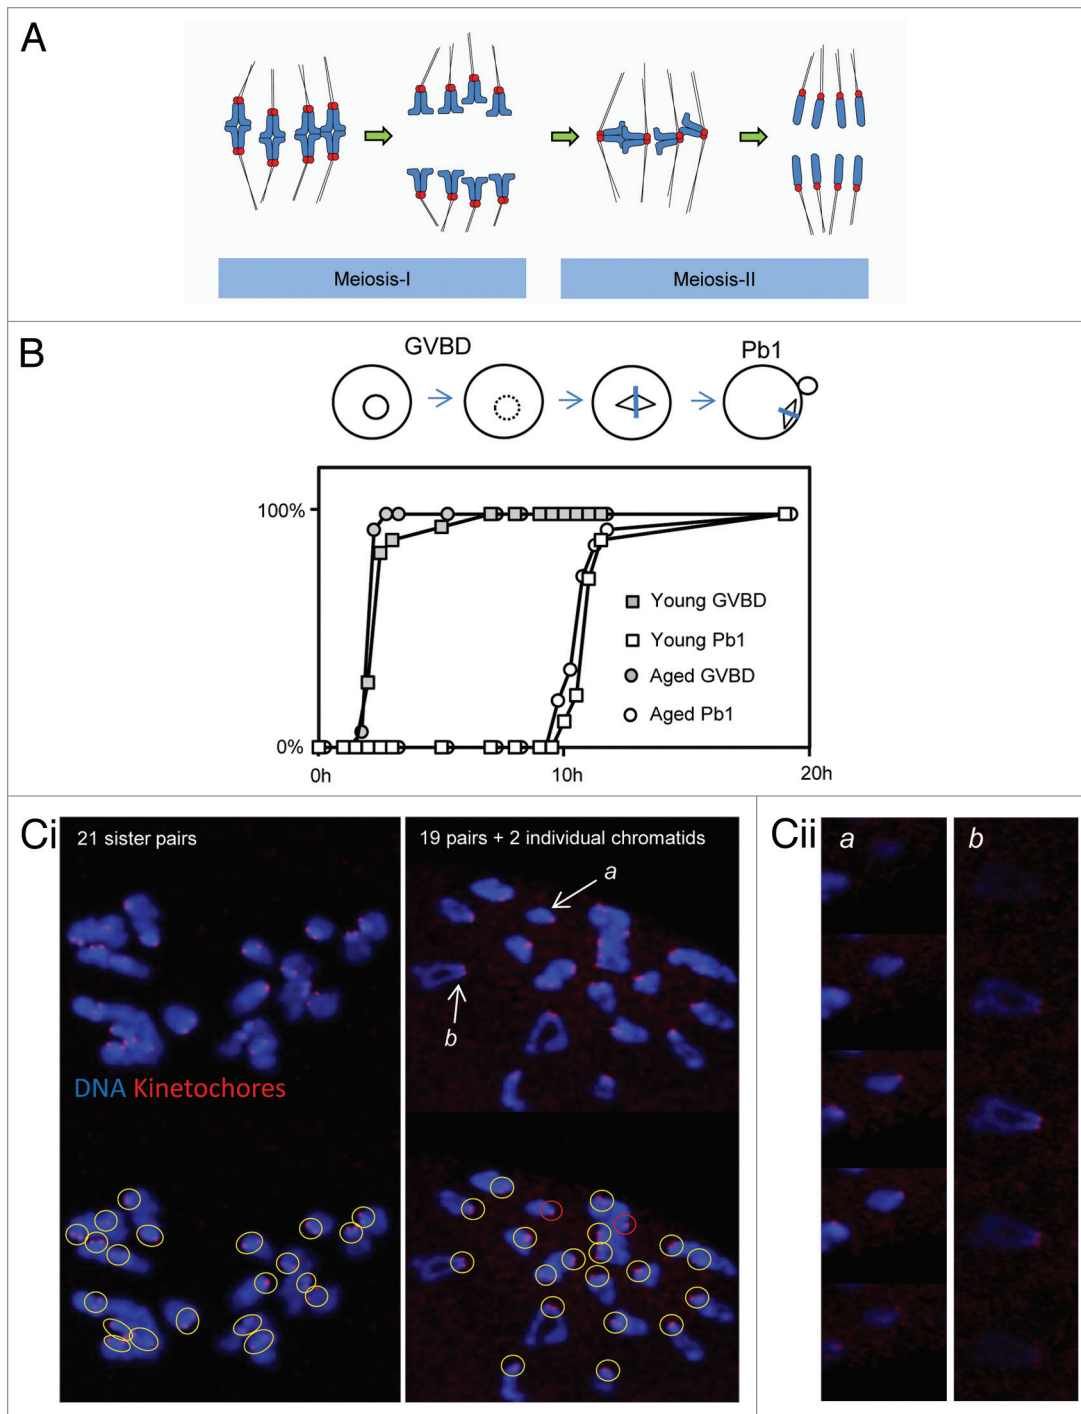 A
Meiosis-I
Meiosis-II
B
GVBD
Pb1
100%
0%
0h
10h
20h
Young GVBD
Young Pb1
Aged GVBD
Aged Pb1
Ci
21 sister pairs
19 pairs + 2 individual chromatids
a
b
DNA Kinetochores
Cii
a
b